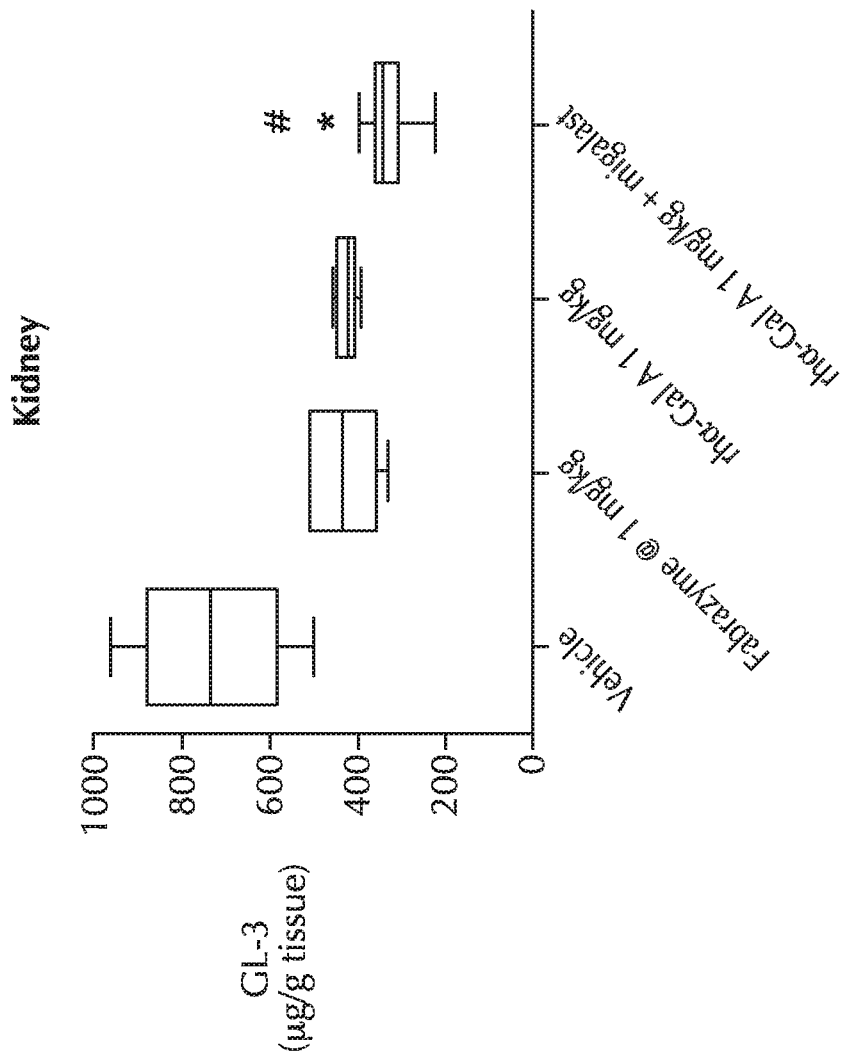 Kidney
GL-3
(µg/g tissue)
1000
800
600
400
200
0
#
*
Vehicle
Fabrazyme @ 1 mg/kg
rhα-Gal A 1 mg/kg
rhα-Gal A 1 mg/kg + migalast